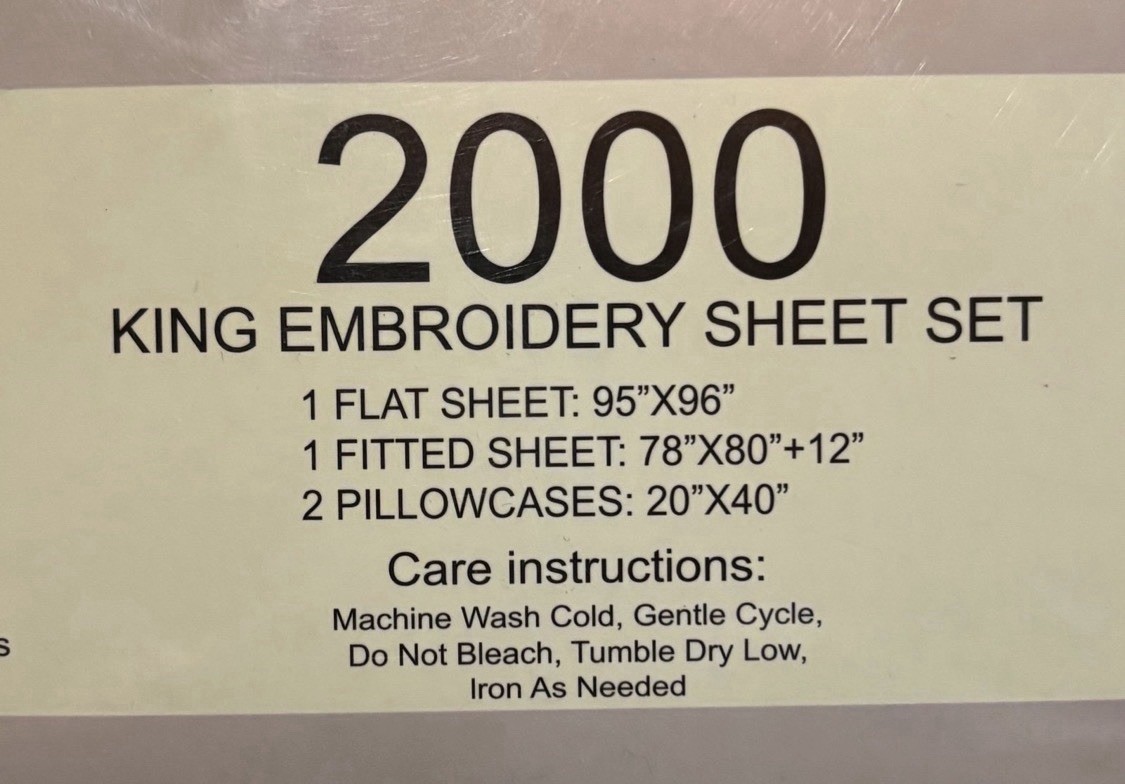 2000
KING EMBROIDERY SHEET SET
1 FLAT SHEET: 95”X96”
1 FITTED SHEET: 78”X80”+12”
2 PILLOWCASES: 20”X40”
Care instructions:
Machine Wash Cold, Gentle Cycle,
Do Not Bleach, Tumble Dry Low,
Iron As Needed